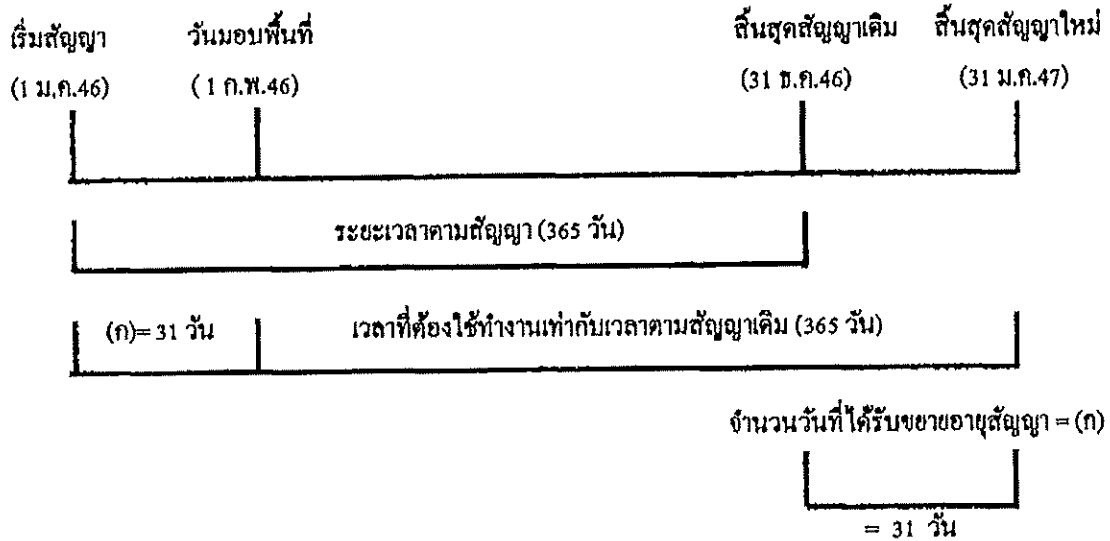 เริ่มสัญญา วันมอบพื้นที่ สิ้นสุดสัญญาเดิม สิ้นสุดสัญญาใหม่
(1 ม.ค.46) ( 1 ก.พ.46) (31 ธ.ค.46) (31 ม.ค.47)
ระยะเวลาตามสัญญา (365 วัน)
(ก)= 31 วัน เวลาที่ต้องใช้ทำงานเท่ากับเวลาตามสัญญาเดิม (365 วัน)
จำนวนวันที่ได้รับขยายอายุสัญญา = (ก)
= 31 วัน